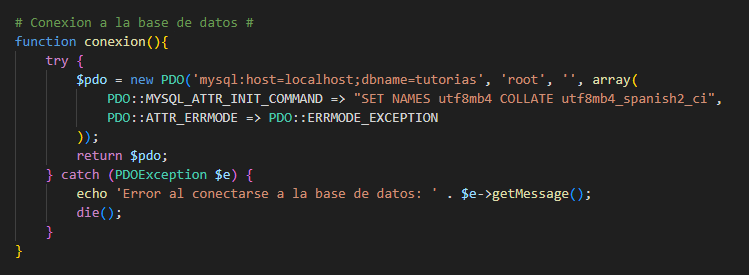 # Conexion a la base de datos #
function conexion(){
    try {
        $pdo = new PDO('mysql:host=localhost;dbname=tutorias', 'root', '', array(
            PDO::MYSQL_ATTR_INIT_COMMAND => "SET NAMES utf8mb4 COLLATE utf8mb4_spanish2_ci",
            PDO::ATTR_ERRMODE => PDO::ERRMODE_EXCEPTION
        ));
        return $pdo;
    } catch (PDOException $e) {
        echo 'Error al conectarse a la base de datos: ' . $e->getMessage();
        die();
    }
}